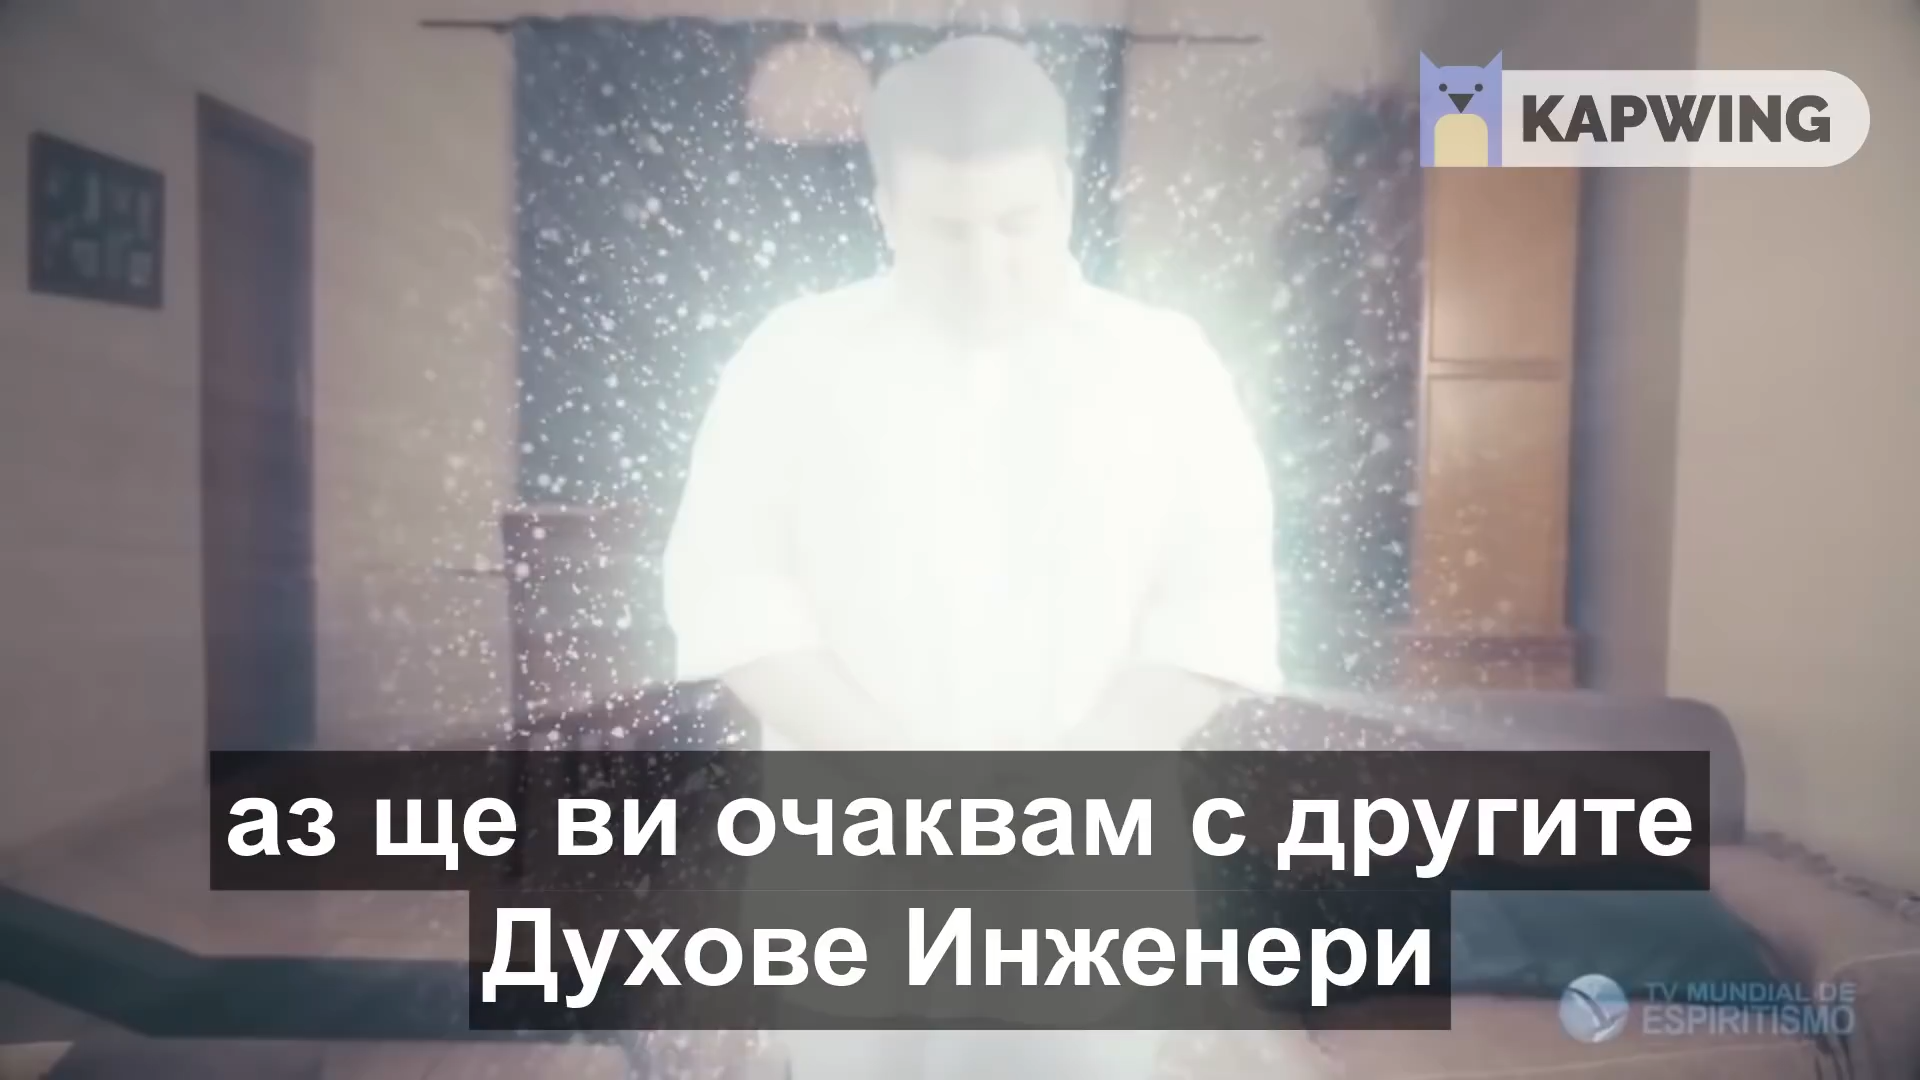 KAPWING
аз ще ви очаквам с другите
Духове Инженери
TV MUNDIAL DE
ESPIRITISMO